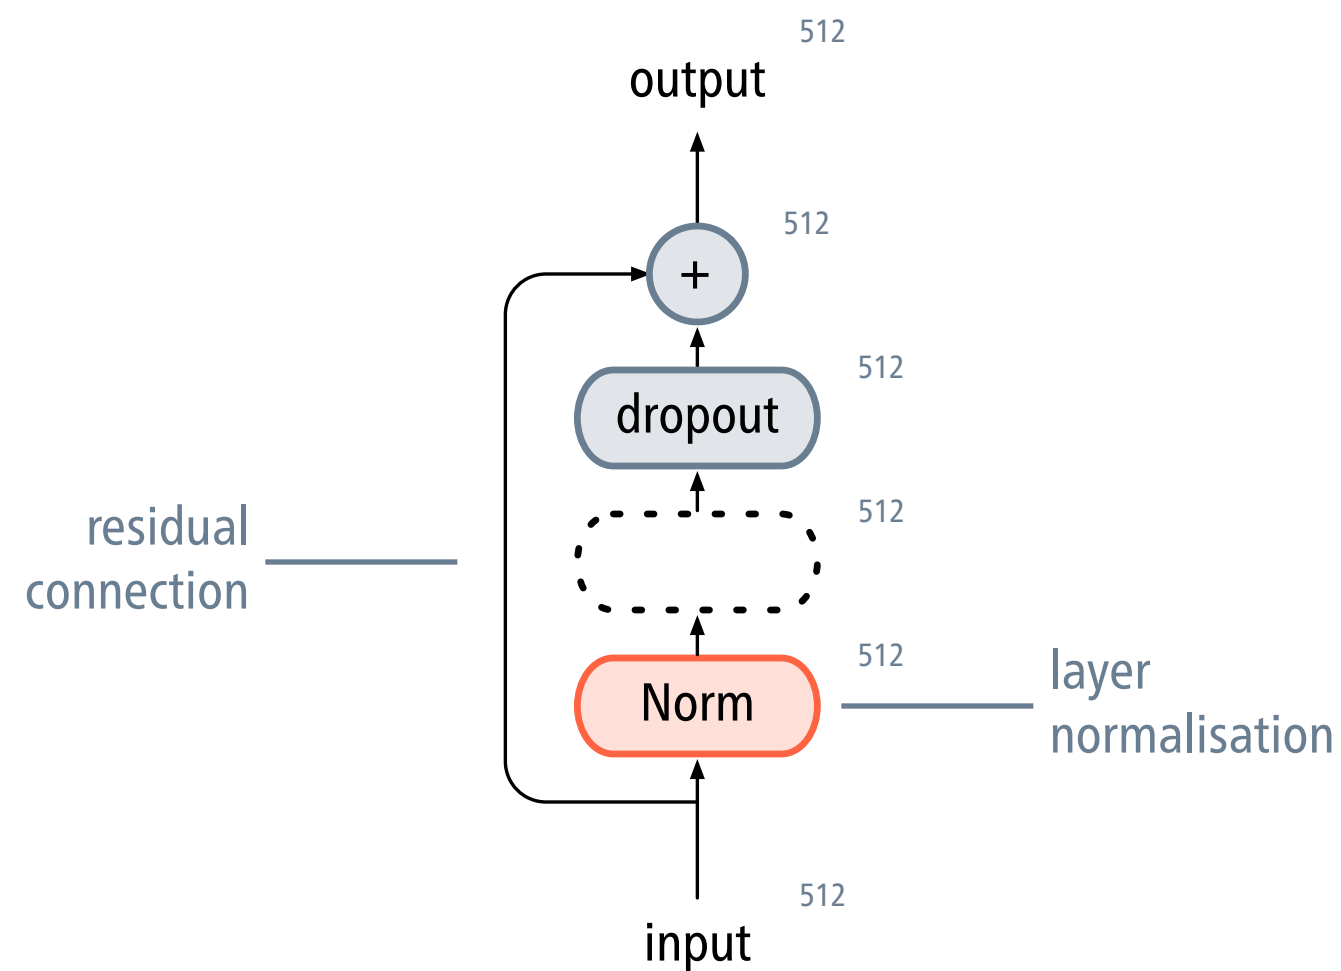 512
output
512
+
512
dropout
512
residual
connection
512
Norm
layer
normalisation
512
input